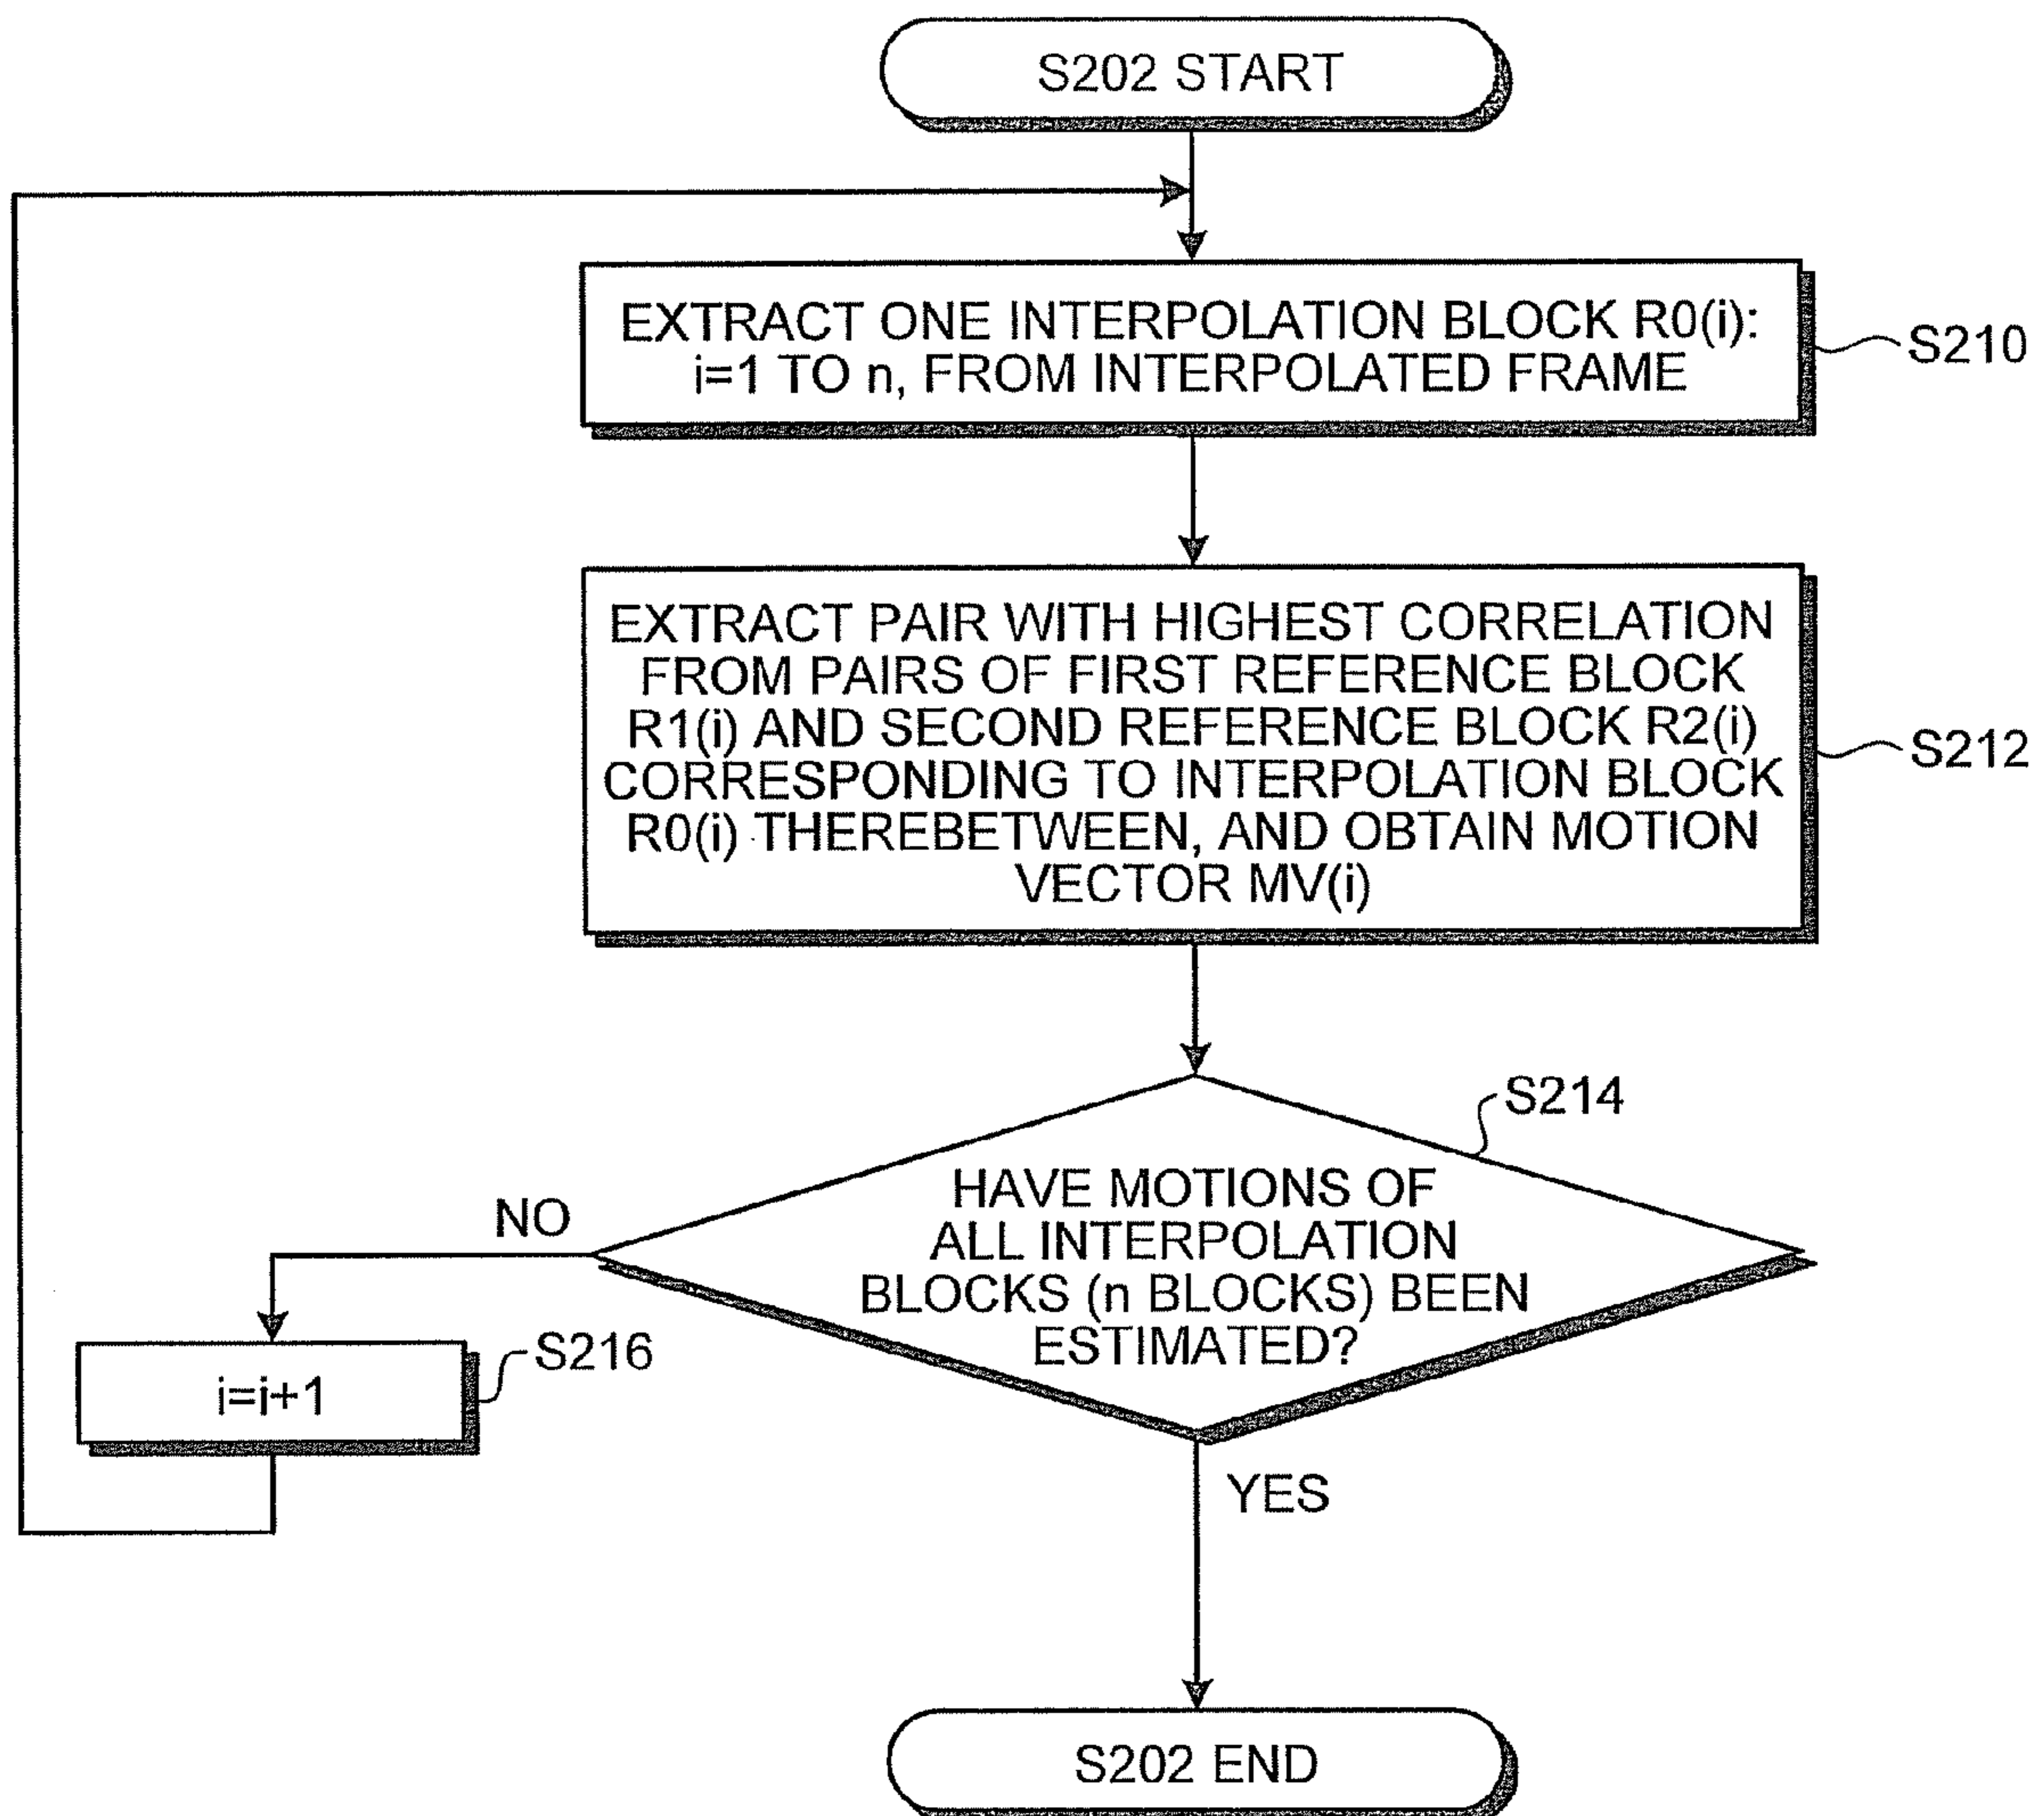 S202 START
EXTRACT ONE INTERPOLATION BLOCK R0(i):
i=1 TO n, FROM INTERPOLATED FRAME
S210
EXTRACT PAIR WITH HIGHEST CORRELATION
FROM PAIRS OF FIRST REFERENCE BLOCK
R1(i) AND SECOND REFERENCE BLOCK R2(i)
CORRESPONDING TO INTERPOLATION BLOCK
R0(i) THEREBETWEEN, AND OBTAIN MOTION
VECTOR MV(i)
S212
S214
HAVE MOTIONS OF
ALL INTERPOLATION
BLOCKS (n BLOCKS) BEEN
ESTIMATED?
NO
S216
i=i+1
YES
S202 END